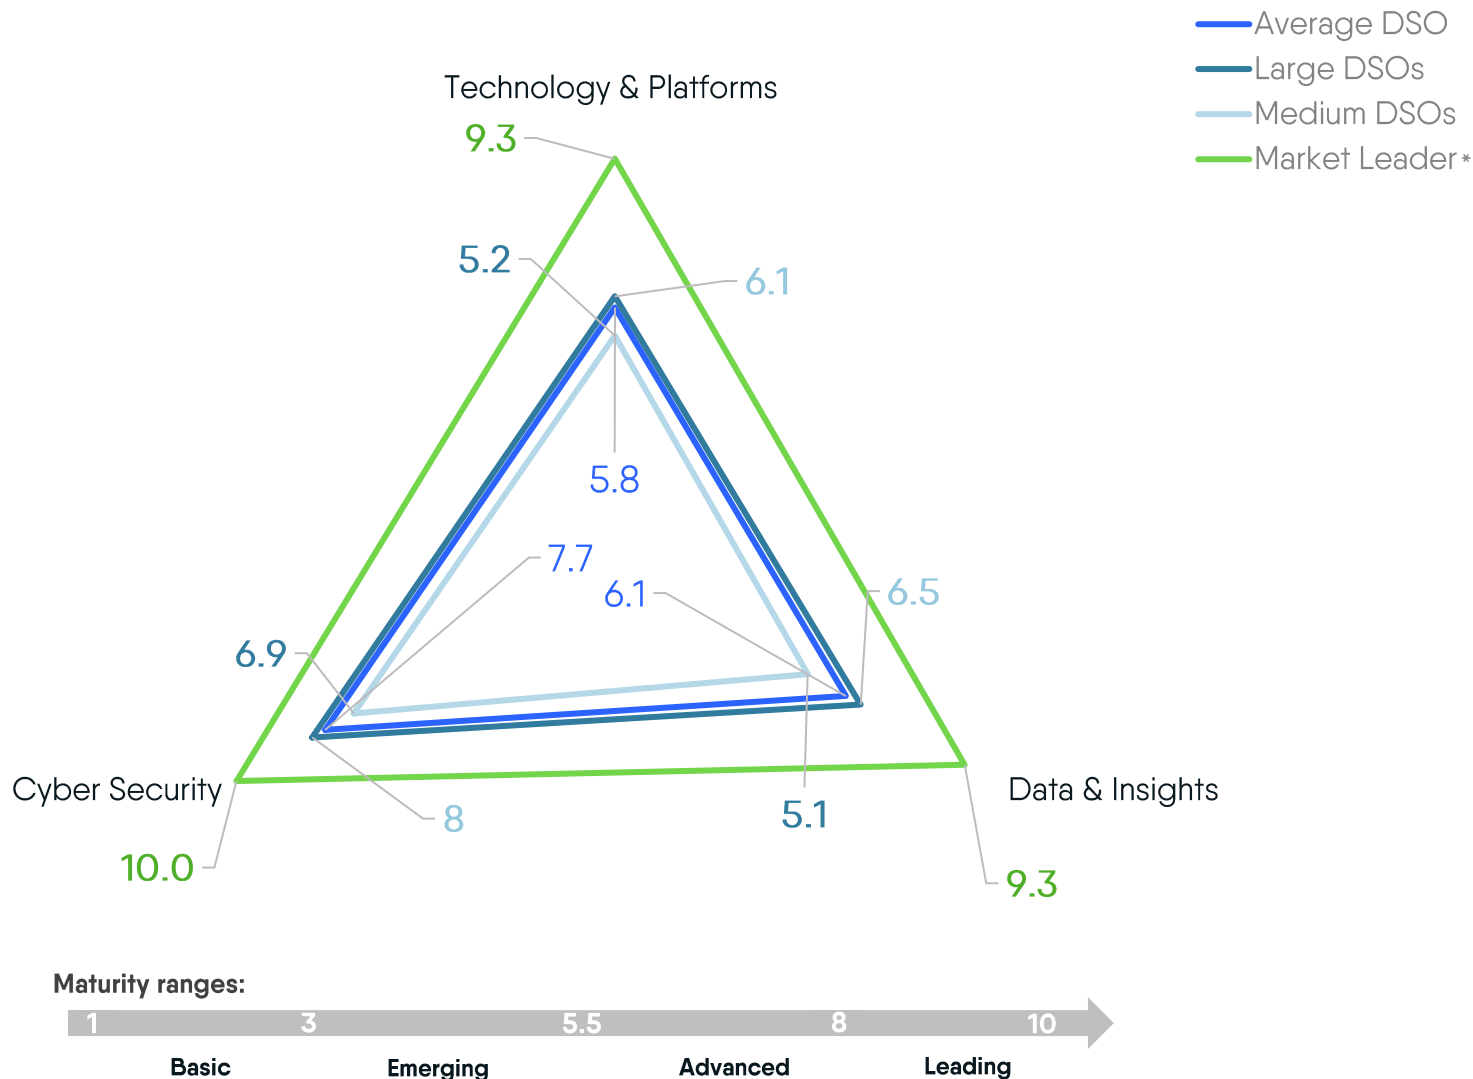 Average DSO
Large DSOs
Medium DSOs
Market Leader*
Technology & Platforms
9.3
5.2
6.1
5.8
7.7
6.1
6.5
6.9
Cyber Security
8
5.1
Data & Insights
10.0
9.3
Maturity ranges:
1 3 5.5 8 10
Basic Emerging Advanced Leading